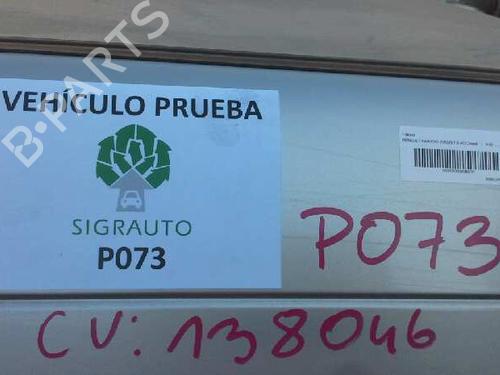 VEHÍCULO PRUEBA
SIGRAUTO
P073
P073
CV: 138046
B-PARTS